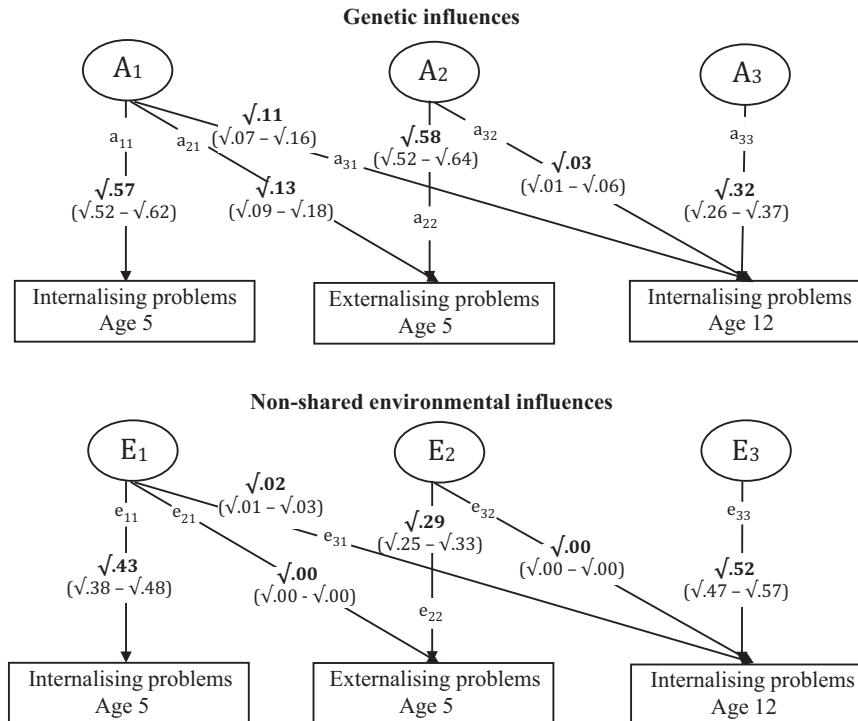 Genetic influences
A1 A2 A3
a11 a21 √.11 (√.07 – √.16) a31 √.58 (√.52 – √.64) a32 a33
√.57 (√.52 – √.62) √.13 (√.09 – √.18) a22 √.03 (√.01 – √.06) √.32 (√.26 – √.37)
Internalising problems Externalising problems Internalising problems
Age 5 Age 5 Age 12
Non-shared environmental influences
E1 E2 E3
e11 e21 √.02 (√.01 – √.03) e31 √.29 (√.25 – √.33) e32 e33
√.43 (√.38 – √.48) √.00 (√.00 - √.00) e22 √.00 (√.00 – √.00) √.52 (√.47 – √.57)
Internalising problems Externalising problems Internalising problems
Age 5 Age 5 Age 12